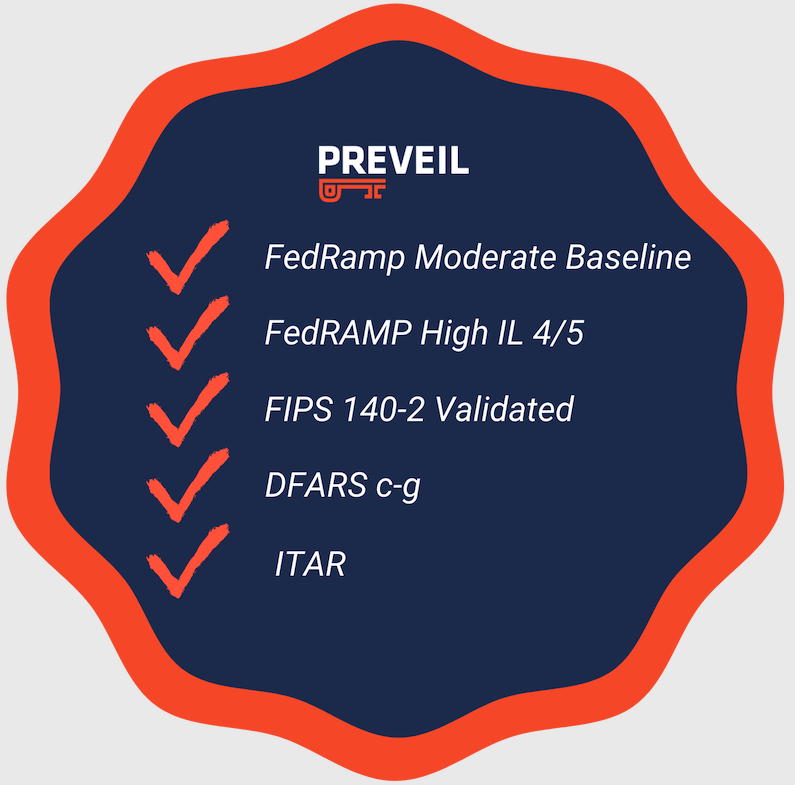 PREVEIL
FedRamp Moderate Baseline
FedRAMP High IL 4/5
FIPS 140-2 Validated
DFARS c-g
ITAR